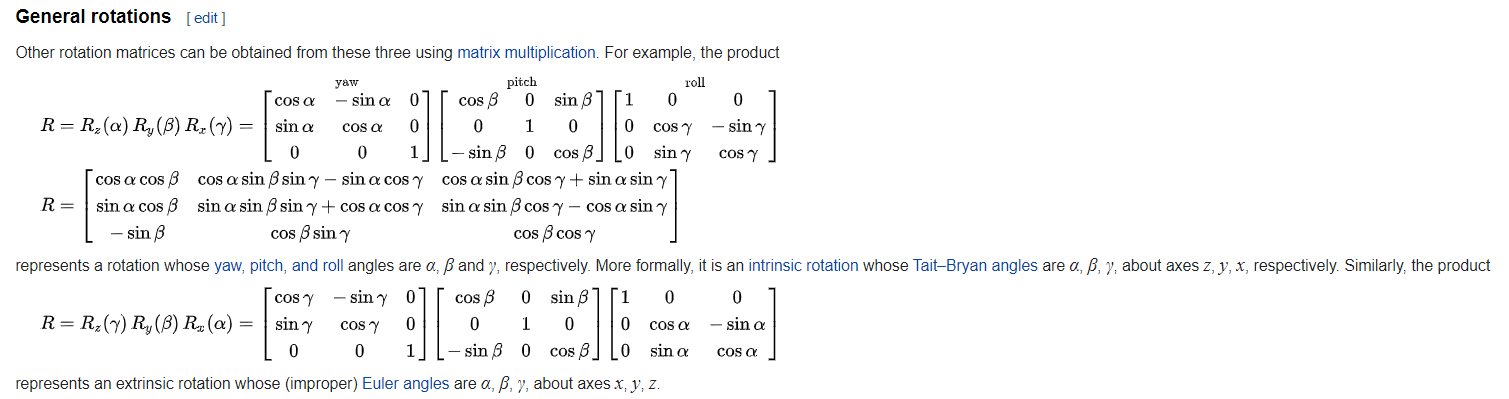 General rotations [edit]
Other rotation matrices can be obtained from these three using matrix multiplication. For example, the product
yaw pitch roll
R = R_z(α) R_y(β) R_x(γ) = [cos α − sin α 0] [cos β 0 sin β] [1 0 0]
[sin α cos α 0] [0 1 0] [0 cos γ − sin γ]
[0 0 1] [− sin β 0 cos β] [0 sin γ cos γ]
R = [cos α cos β cos α sin β sin γ − sin α cos γ cos α sin β cos γ + sin α sin γ]
[sin α cos β sin α sin β sin γ + cos α cos γ sin α sin β cos γ − cos α sin γ]
[− sin β cos β sin γ cos β cos γ]
represents a rotation whose yaw, pitch, and roll angles are α, β and γ, respectively. More formally, it is an intrinsic rotation whose Tait–Bryan angles are α, β, γ, about axes z, y, x, respectively. Similarly, the product
R = R_z(γ) R_y(β) R_x(α) = [cos γ − sin γ 0] [cos β 0 sin β] [1 0 0]
[sin γ cos γ 0] [0 1 0] [0 cos α − sin α]
[0 0 1] [− sin β 0 cos β] [0 sin α cos α]
represents an extrinsic rotation whose (improper) Euler angles are α, β, γ, about axes x, y, z.